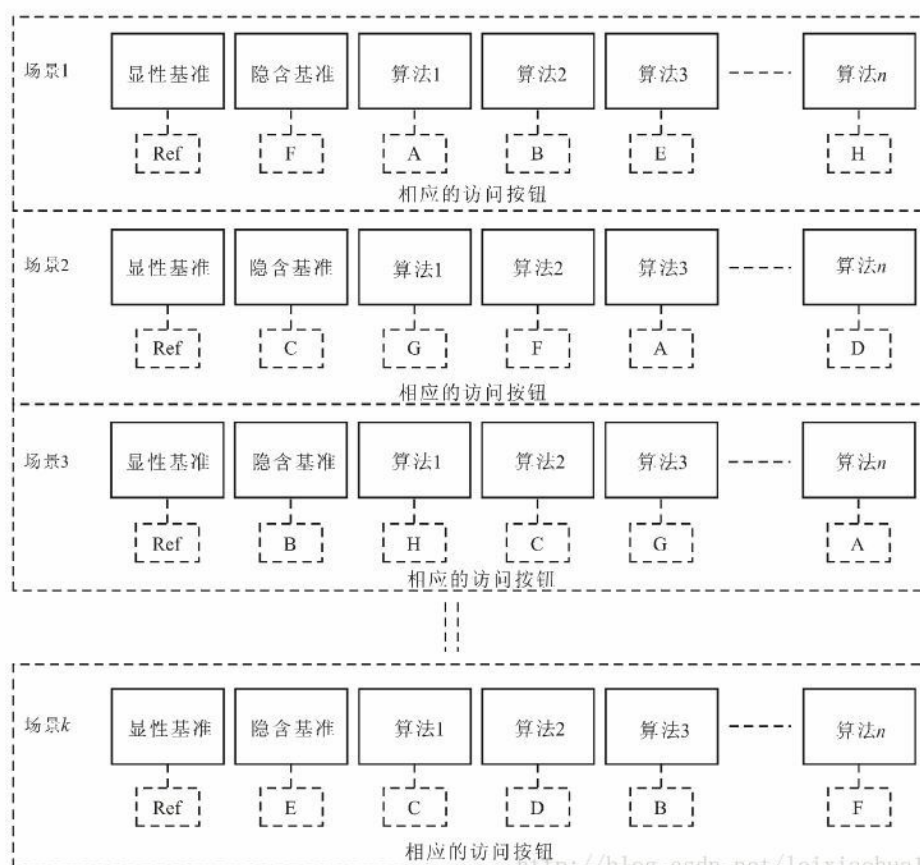 场景1 显性基准 隐含基准 算法1 算法2 算法3 算法n
Ref F A B E H
相应的访问按钮
场景2 显性基准 隐含基准 算法1 算法2 算法3 算法n
Ref C G F A D
相应的访问按钮
场景3 显性基准 隐含基准 算法1 算法2 算法3 算法n
Ref B H C G A
相应的访问按钮
场景k 显性基准 隐含基准 算法1 算法2 算法3 算法n
Ref E C D B F
相应的访问按钮